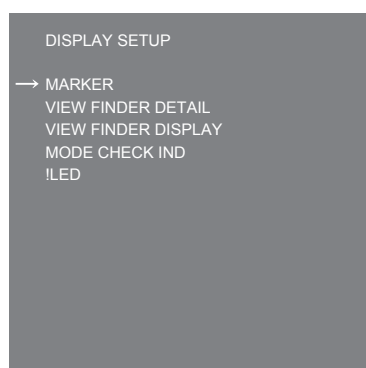 DISPLAY SETUP
→ MARKER
VIEW FINDER DETAIL
VIEW FINDER DISPLAY
MODE CHECK IND
!LED